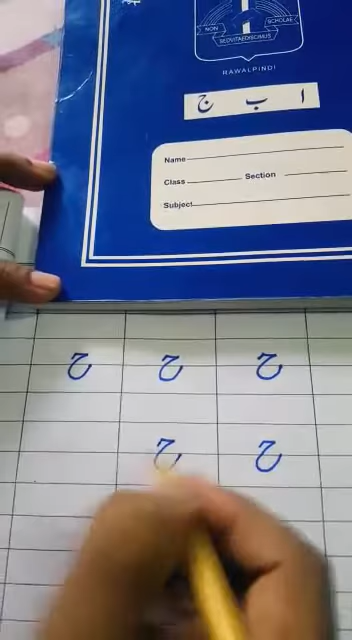 NON SCHOLAE
SED VITAE DISCIMUS
RAWALPINDI
ا ب ج
Name
Class Section
Subject
ح ح ح
ح ح